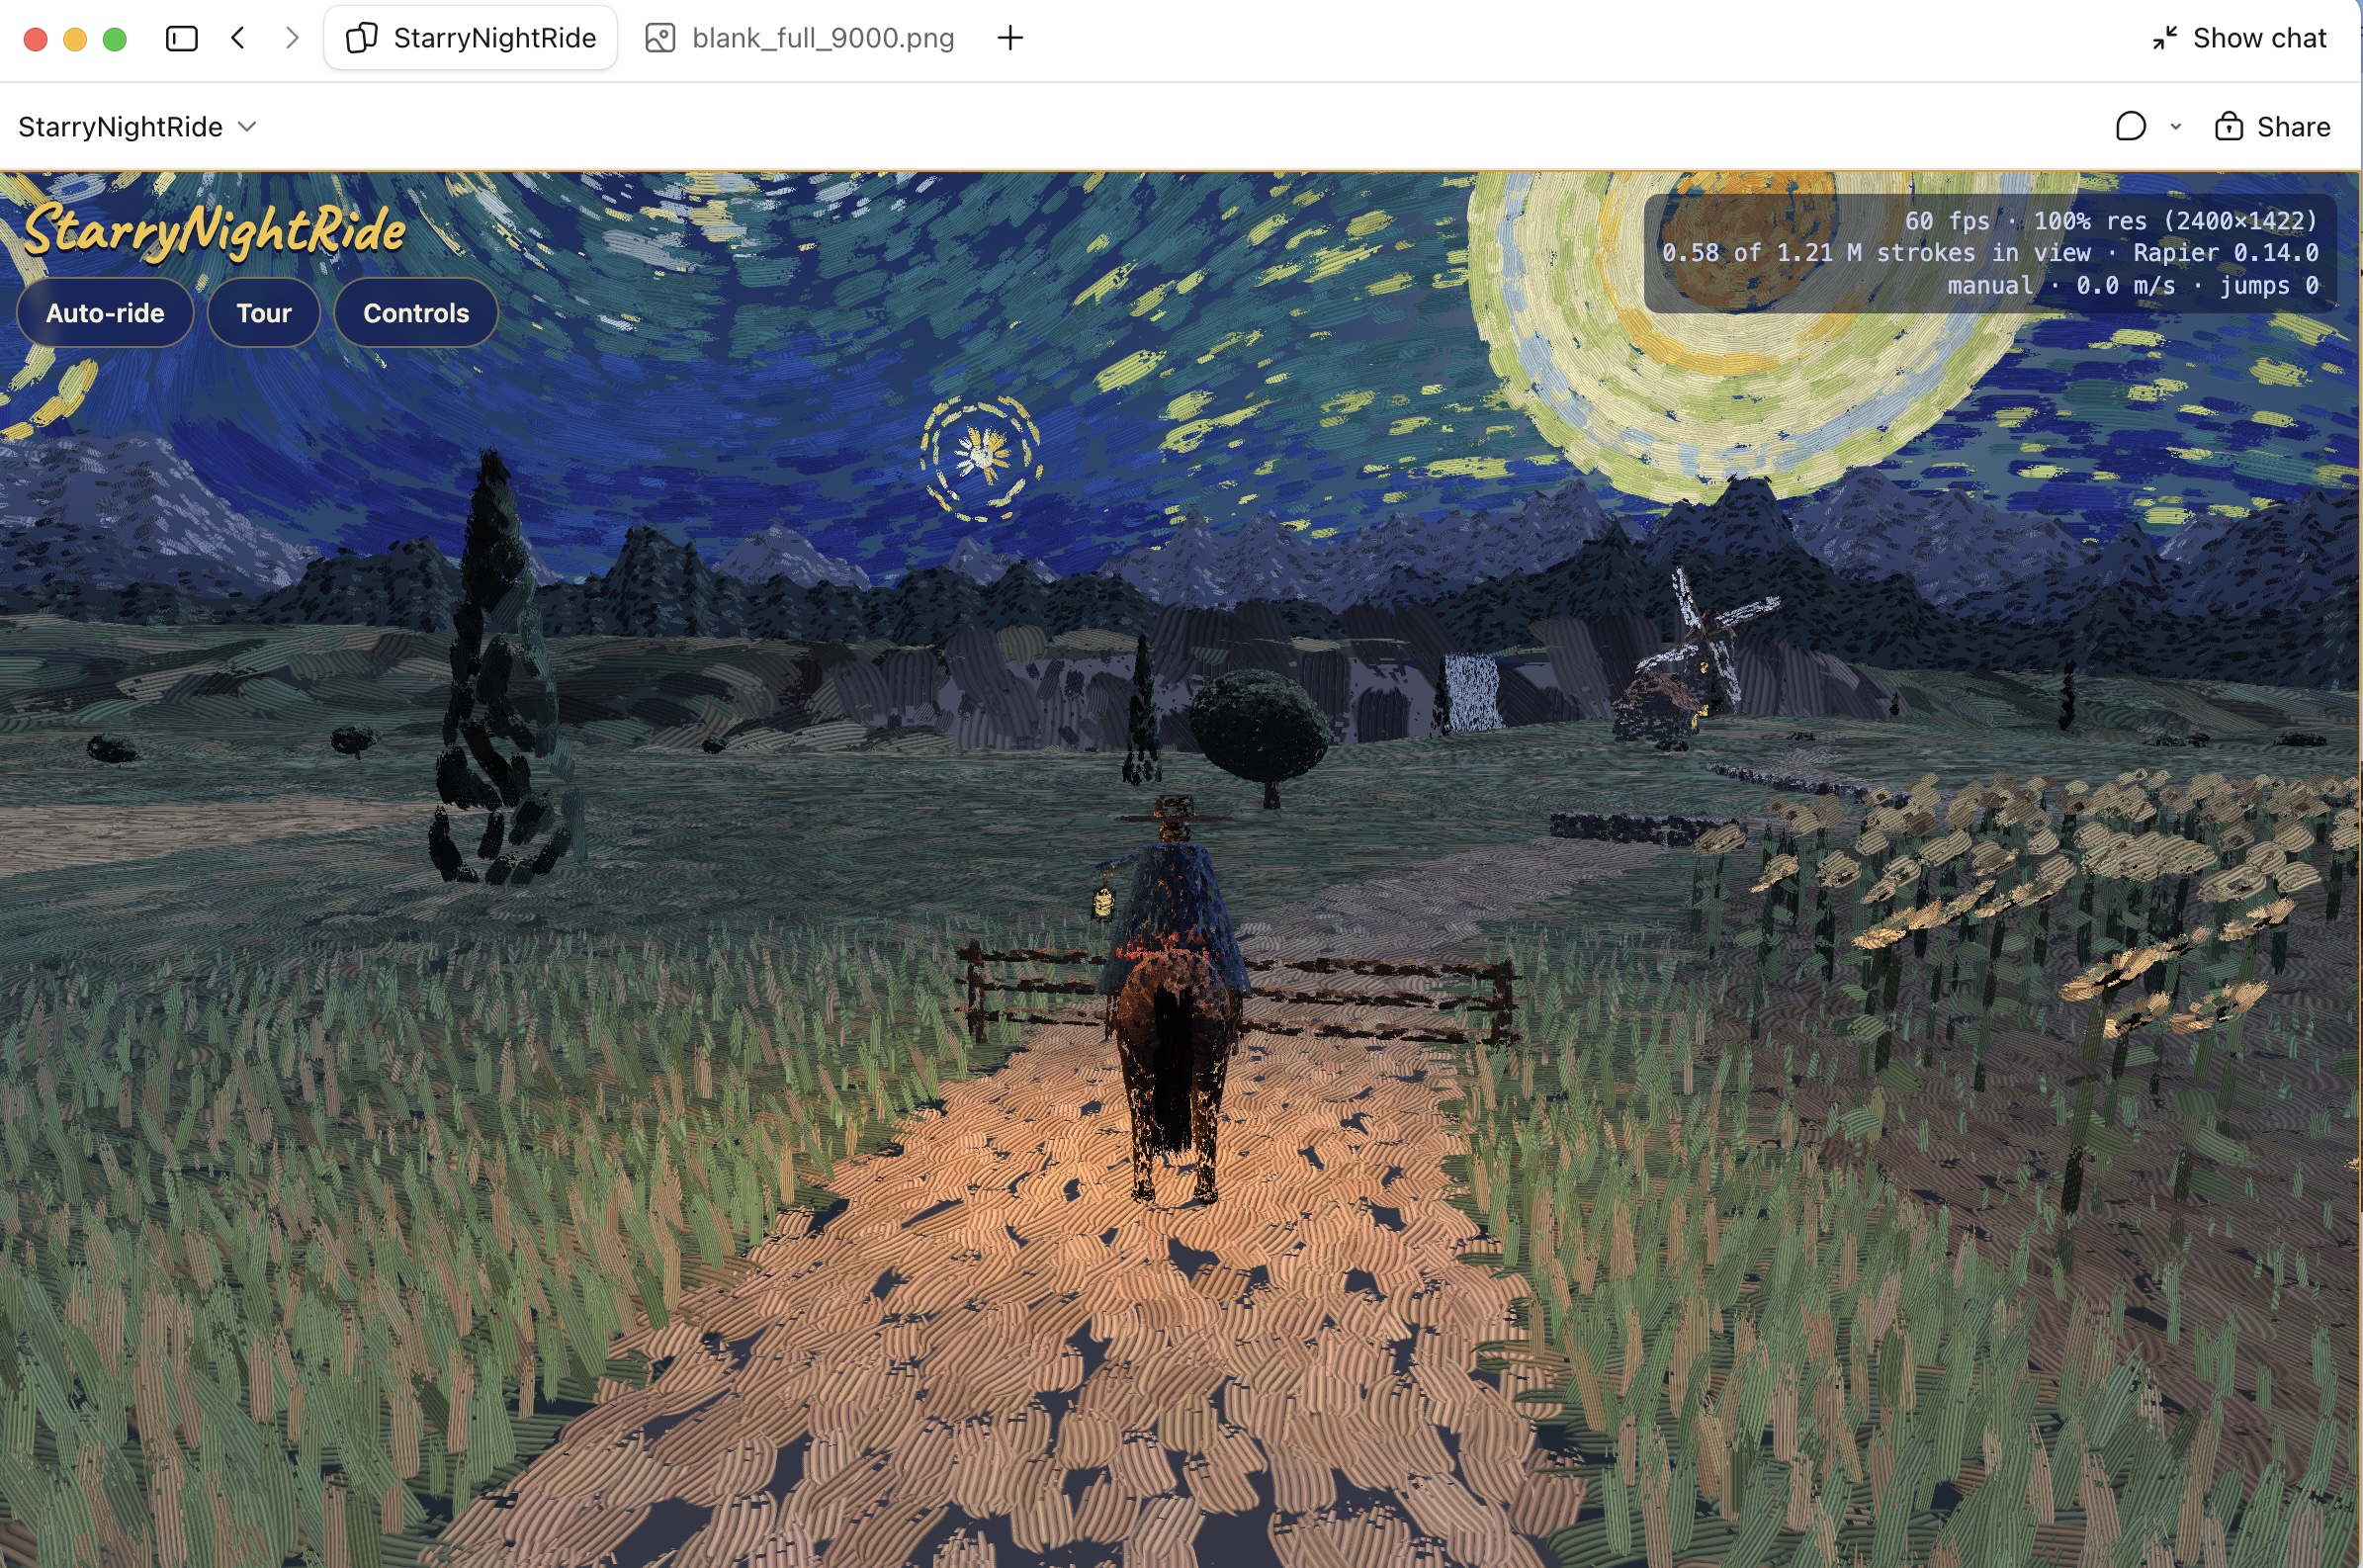 StarryNightRide
blank_full_9000.png
Show chat
StarryNightRide
Share
StarryNightRide
Auto-ride
Tour
Controls
60 fps · 100% res (2400×1422)
0.58 of 1.21 M strokes in view · Rapier 0.14.0
manual · 0.0 m/s · jumps 0